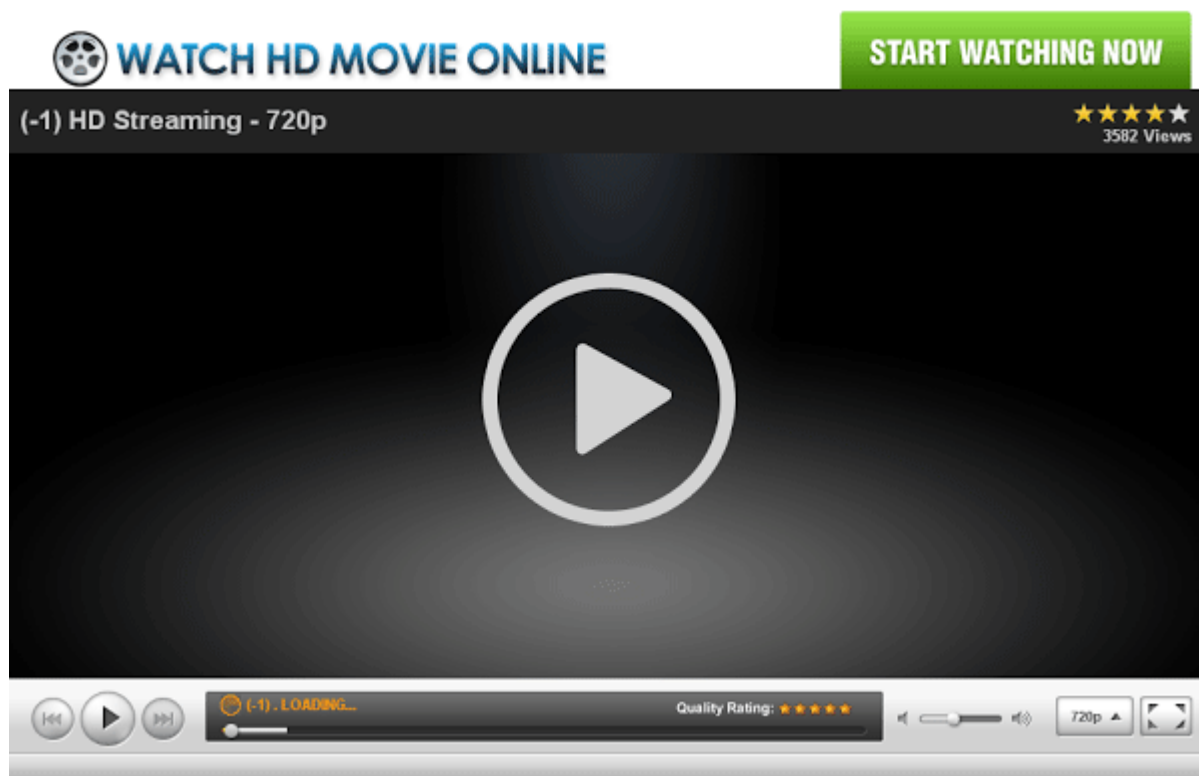 WATCH HD MOVIE ONLINE
START WATCHING NOW
(-1) HD Streaming - 720p
3582 Views
(-1) . LOADING...
Quality Rating:
720p